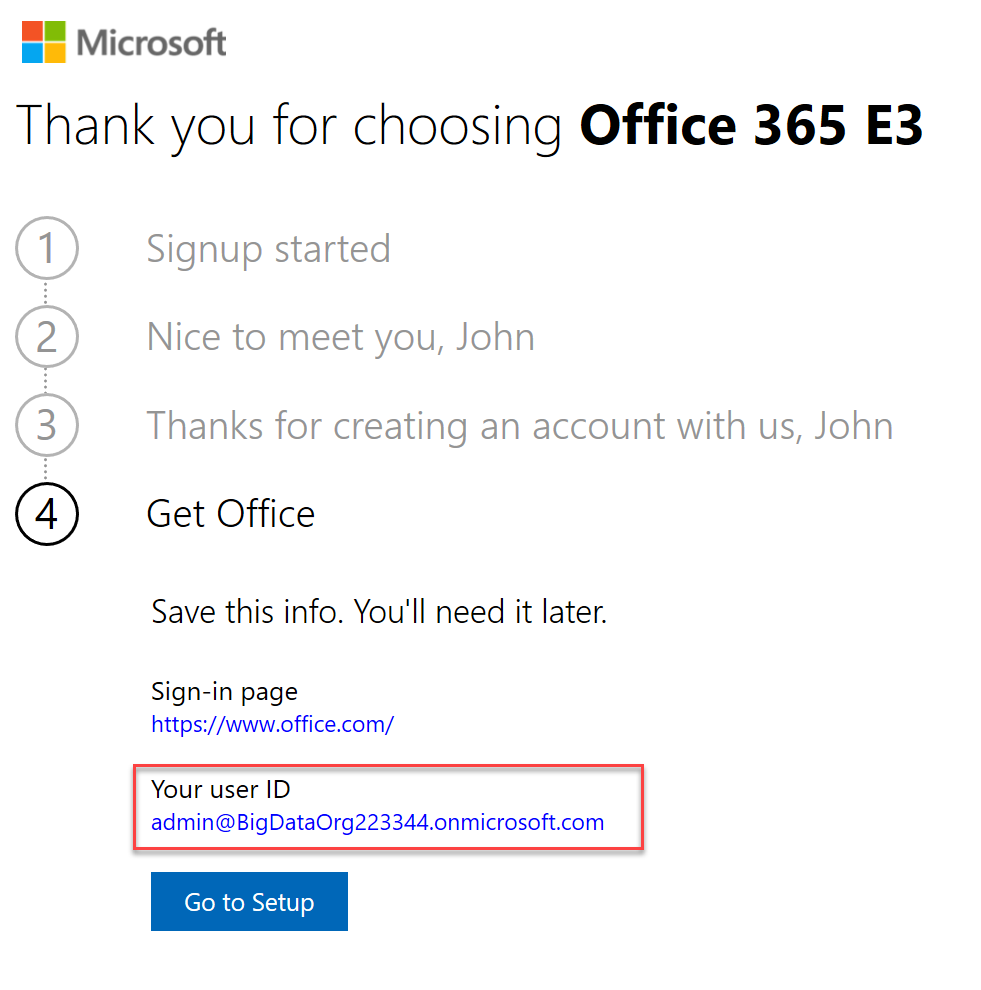 Microsoft
Thank you for choosing Office 365 E3
1 Signup started
2 Nice to meet you, John
3 Thanks for creating an account with us, John
4 Get Office
Save this info. You'll need it later.
Sign-in page
https://www.office.com/
Your user ID
admin@BigDataOrg223344.onmicrosoft.com
Go to Setup